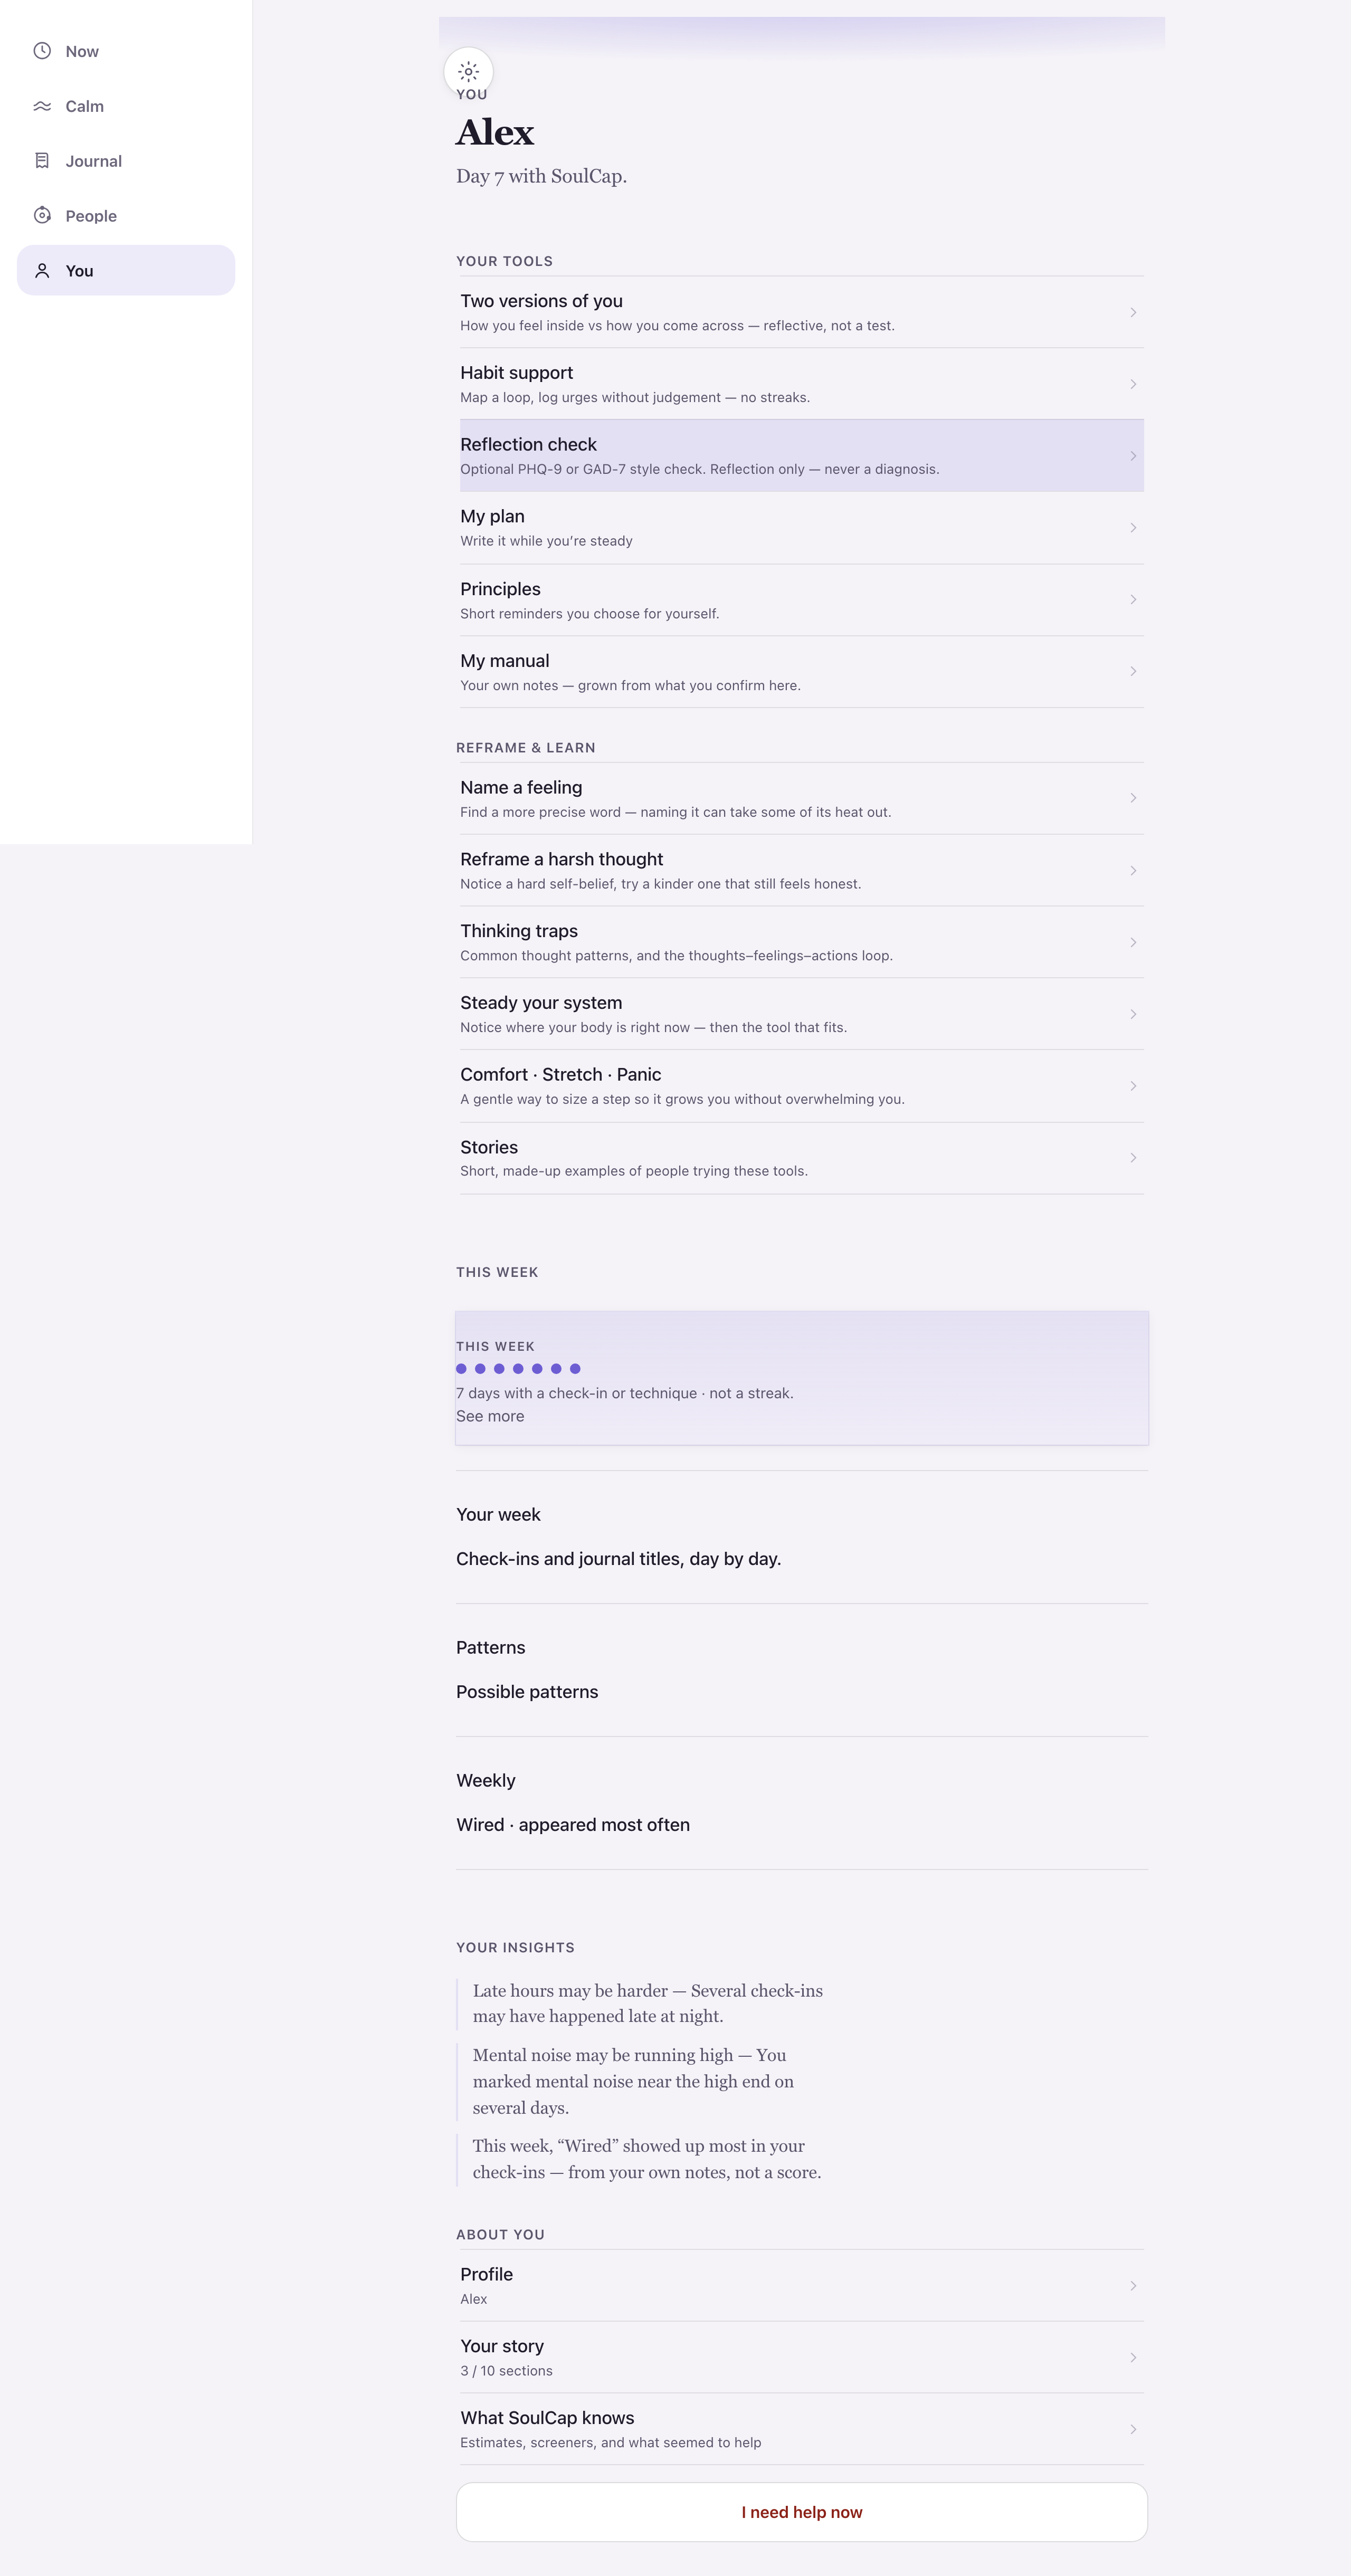 Now
Calm
Journal
People
You
YOU
Alex
Day 7 with SoulCap.
YOUR TOOLS
Two versions of you
How you feel inside vs how you come across — reflective, not a test.
Habit support
Map a loop, log urges without judgement — no streaks.
Reflection check
Optional PHQ-9 or GAD-7 style check. Reflection only — never a diagnosis.
My plan
Write it while you’re steady
Principles
Short reminders you choose for yourself.
My manual
Your own notes — grown from what you confirm here.
REFRAME & LEARN
Name a feeling
Find a more precise word — naming it can take some of its heat out.
Reframe a harsh thought
Notice a hard self-belief, try a kinder one that still feels honest.
Thinking traps
Common thought patterns, and the thoughts–feelings–actions loop.
Steady your system
Notice where your body is right now — then the tool that fits.
Comfort · Stretch · Panic
A gentle way to size a step so it grows you without overwhelming you.
Stories
Short, made-up examples of people trying these tools.
THIS WEEK
THIS WEEK
7 days with a check-in or technique · not a streak.
See more
Your week
Check-ins and journal titles, day by day.
Patterns
Possible patterns
Weekly
Wired · appeared most often
YOUR INSIGHTS
Late hours may be harder — Several check-ins
may have happened late at night.
Mental noise may be running high — You
marked mental noise near the high end on
several days.
This week, “Wired” showed up most in your
check-ins — from your own notes, not a score.
ABOUT YOU
Profile
Alex
Your story
3 / 10 sections
What SoulCap knows
Estimates, screeners, and what seemed to help
I need help now